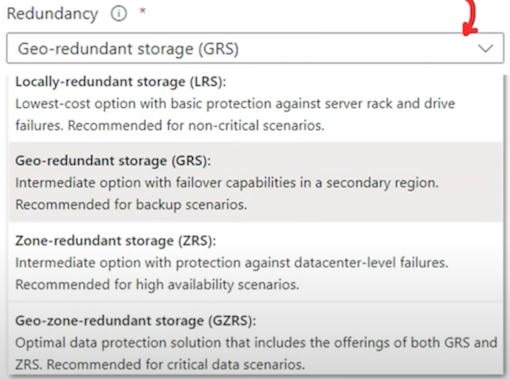 Redundancy ⓘ *
Geo-redundant storage (GRS)
Locally-redundant storage (LRS):
Lowest-cost option with basic protection against server rack and drive
failures. Recommended for non-critical scenarios.
Geo-redundant storage (GRS):
Intermediate option with failover capabilities in a secondary region.
Recommended for backup scenarios.
Zone-redundant storage (ZRS):
Intermediate option with protection against datacenter-level failures.
Recommended for high availability scenarios.
Geo-zone-redundant storage (GZRS):
Optimal data protection solution that includes the offerings of both GRS and
ZRS. Recommended for critical data scenarios.